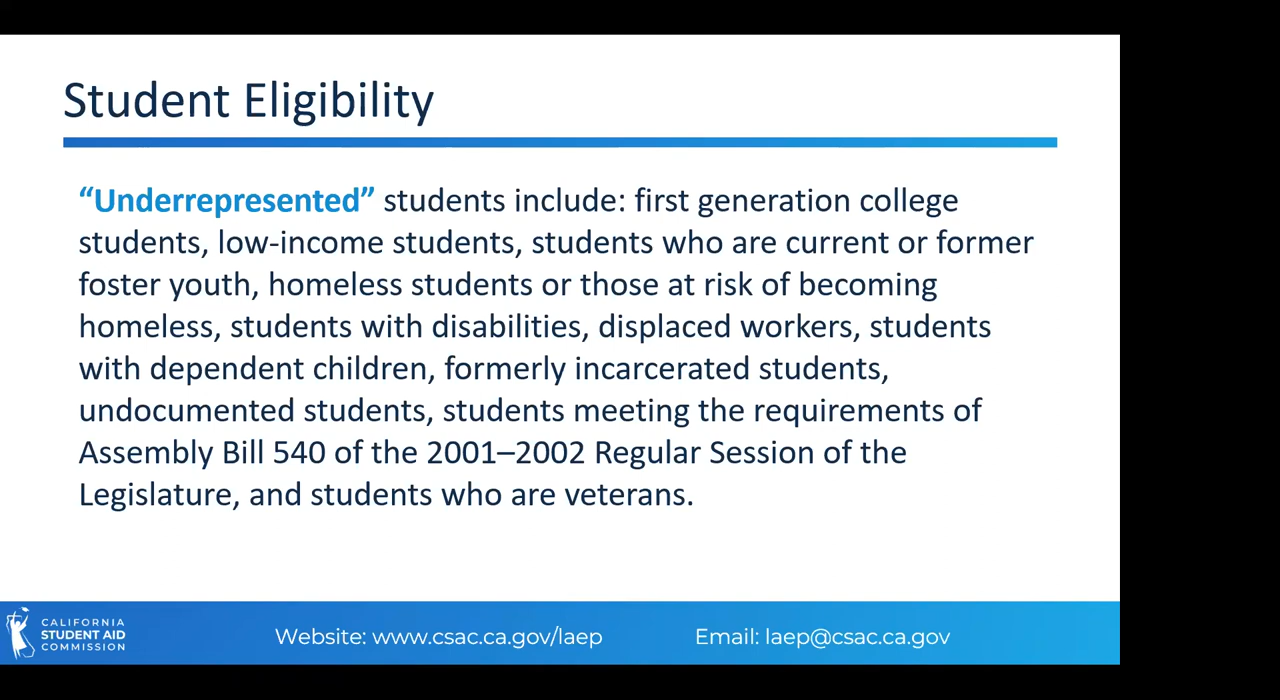 Student Eligibility
“Underrepresented” students include: first generation college
students, low-income students, students who are current or former
foster youth, homeless students or those at risk of becoming
homeless, students with disabilities, displaced workers, students
with dependent children, formerly incarcerated students,
undocumented students, students meeting the requirements of
Assembly Bill 540 of the 2001–2002 Regular Session of the
Legislature, and students who are veterans.
CALIFORNIA
STUDENT AID
COMMISSION
Website: www.csac.ca.gov/laep
Email: laep@csac.ca.gov